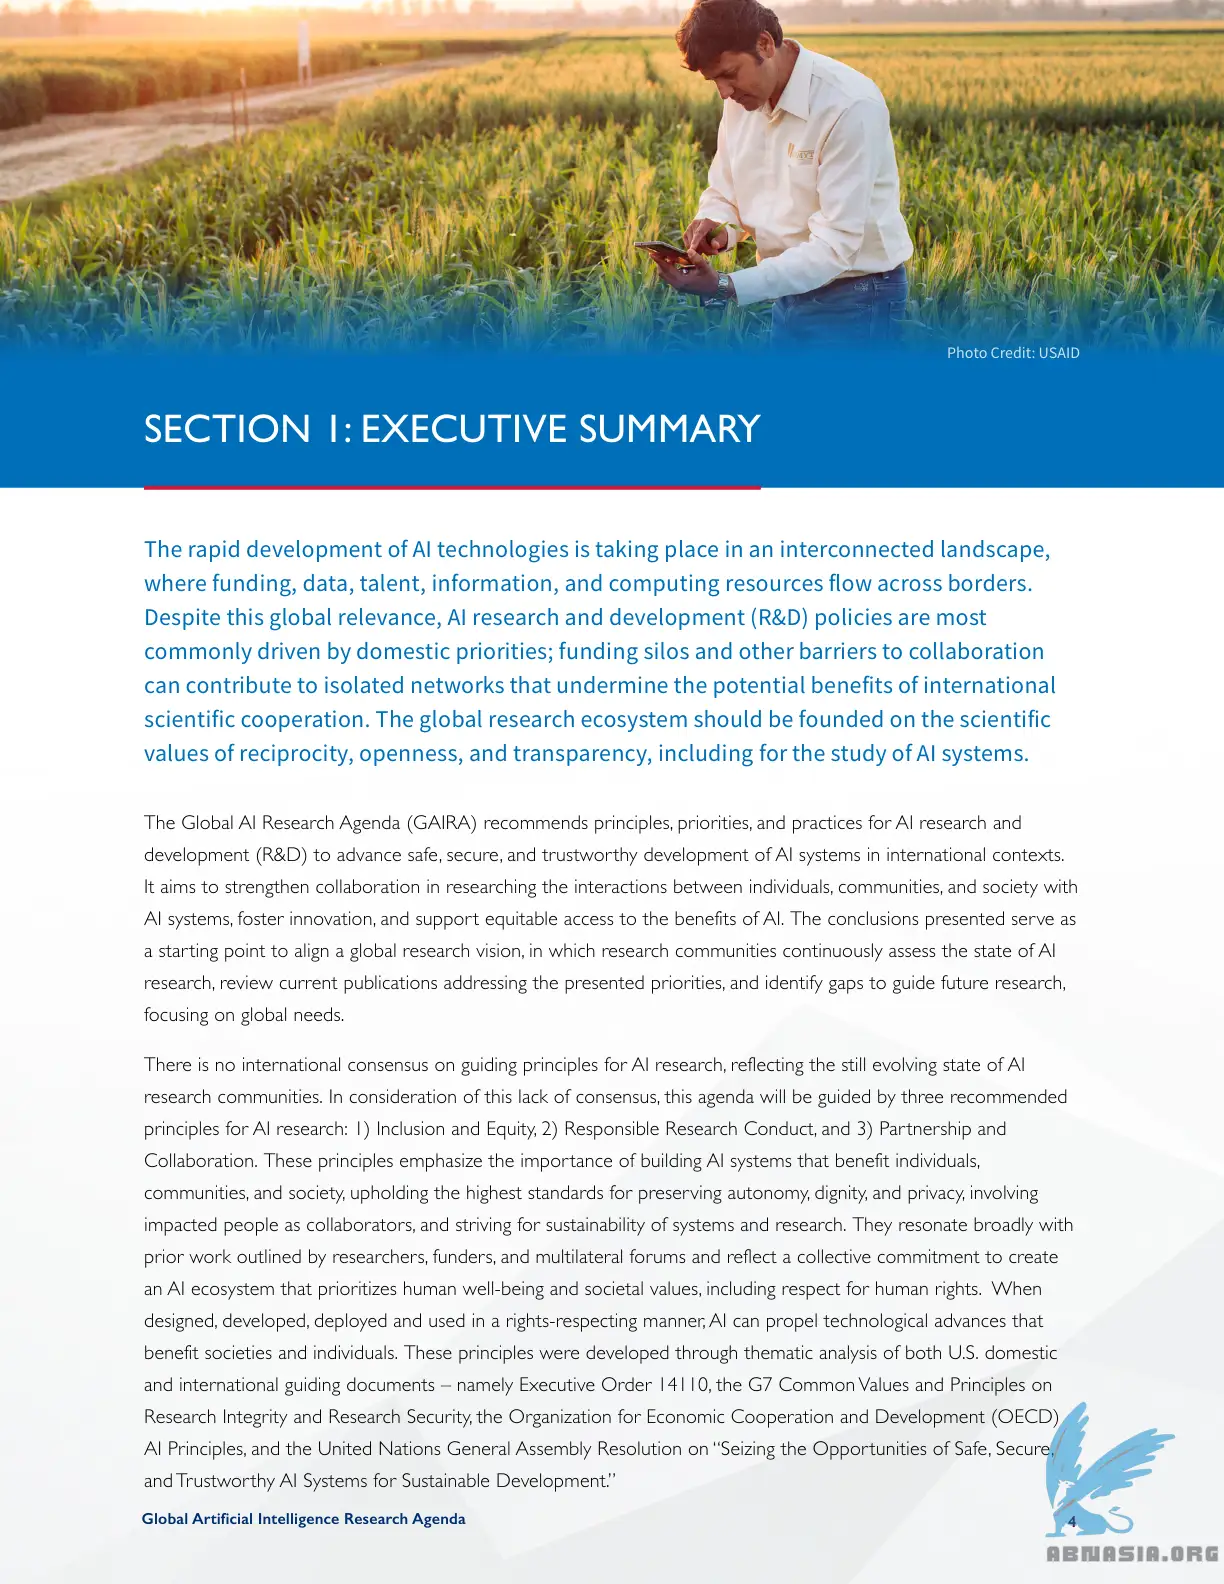 Photo Credit: USAID
SECTION 1: EXECUTIVE SUMMARY
The rapid development of AI technologies is taking place in an interconnected landscape,
where funding, data, talent, information, and computing resources flow across borders.
Despite this global relevance, AI research and development (R&D) policies are most
commonly driven by domestic priorities; funding silos and other barriers to collaboration
can contribute to isolated networks that undermine the potential benefits of international
scientific cooperation. The global research ecosystem should be founded on the scientific
values of reciprocity, openness, and transparency, including for the study of AI systems.
The Global AI Research Agenda (GAIRA) recommends principles, priorities, and practices for AI research and
development (R&D) to advance safe, secure, and trustworthy development of AI systems in international contexts.
It aims to strengthen collaboration in researching the interactions between individuals, communities, and society with
AI systems, foster innovation, and support equitable access to the benefits of AI. The conclusions presented serve as
a starting point to align a global research vision, in which research communities continuously assess the state of AI
research, review current publications addressing the presented priorities, and identify gaps to guide future research,
focusing on global needs.
There is no international consensus on guiding principles for AI research, reflecting the still evolving state of AI
research communities. In consideration of this lack of consensus, this agenda will be guided by three recommended
principles for AI research: 1) Inclusion and Equity, 2) Responsible Research Conduct, and 3) Partnership and
Collaboration. These principles emphasize the importance of building AI systems that benefit individuals,
communities, and society, upholding the highest standards for preserving autonomy, dignity, and privacy, involving
impacted people as collaborators, and striving for sustainability of systems and research. They resonate broadly with
prior work outlined by researchers, funders, and multilateral forums and reflect a collective commitment to create
an AI ecosystem that prioritizes human well-being and societal values, including respect for human rights. When
designed, developed, deployed and used in a rights-respecting manner, AI can propel technological advances that
benefit societies and individuals. These principles were developed through thematic analysis of both U.S. domestic
and international guiding documents – namely Executive Order 14110, the G7 Common Values and Principles on
Research Integrity and Research Security, the Organization for Economic Cooperation and Development (OECD)
AI Principles, and the United Nations General Assembly Resolution on “Seizing the Opportunities of Safe, Secure,
and Trustworthy AI Systems for Sustainable Development.”
Global Artificial Intelligence Research Agenda
4
ABNASIA.ORG